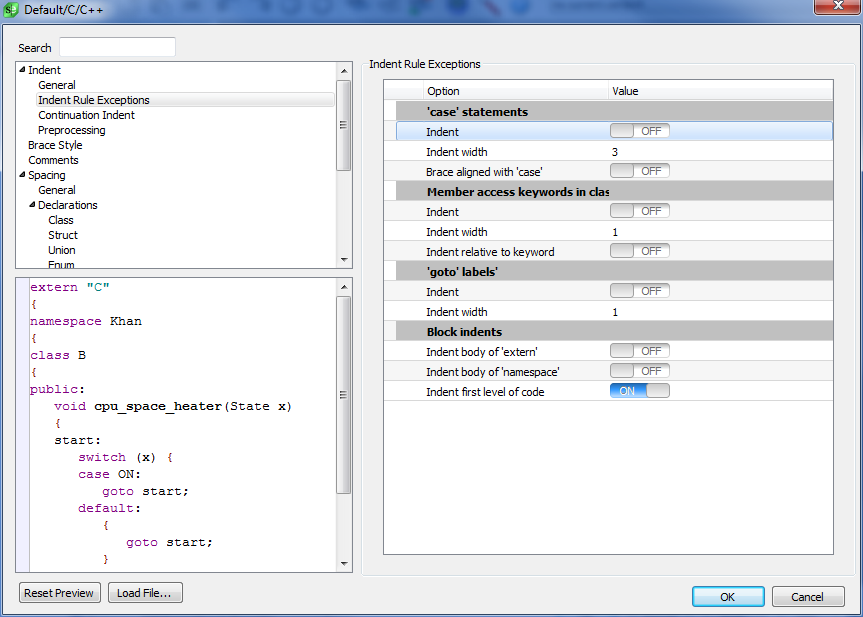 Default/C/C++
Search
Indent
General
Indent Rule Exceptions
Continuation Indent
Preprocessing
Brace Style
Comments
Spacing
General
Declarations
Class
Struct
Union
Enum
extern "C"
{
namespace Khan
{
class B
{
public:
void cpu_space_heater(State x)
{
start:
switch (x) {
case ON:
goto start;
default:
{
goto start;
}
Reset Preview Load File...
Indent Rule Exceptions
Option Value
'case' statements
Indent OFF
Indent width 3
Brace aligned with 'case' OFF
Member access keywords in clas
Indent OFF
Indent width 1
Indent relative to keyword OFF
'goto' labels'
Indent OFF
Indent width 1
Block indents
Indent body of 'extern' OFF
Indent body of 'namespace' OFF
Indent first level of code ON
OK Cancel